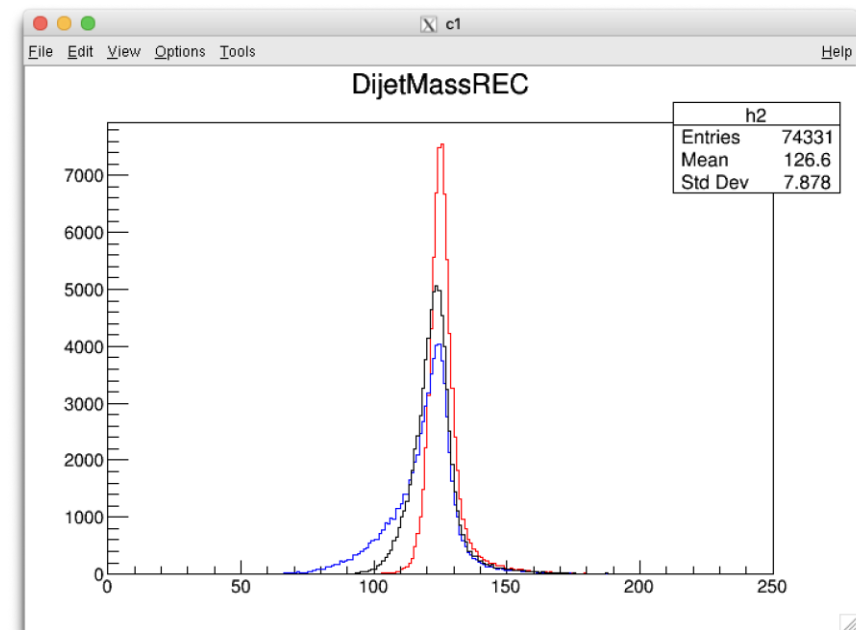 c1
File Edit View Options Tools Help
DijetMassREC
h2
Entries 74331
Mean 126.6
Std Dev 7.878
7000
6000
5000
4000
3000
2000
1000
0
0 50 100 150 200 250